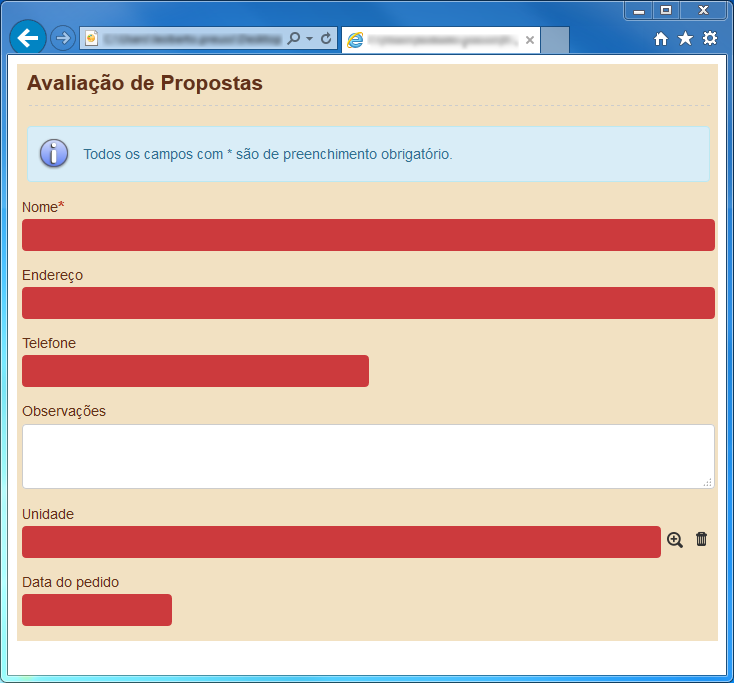 Avaliação de Propostas
Todos os campos com * são de preenchimento obrigatório.
Nome*
Endereço
Telefone
Observações
Unidade
Data do pedido